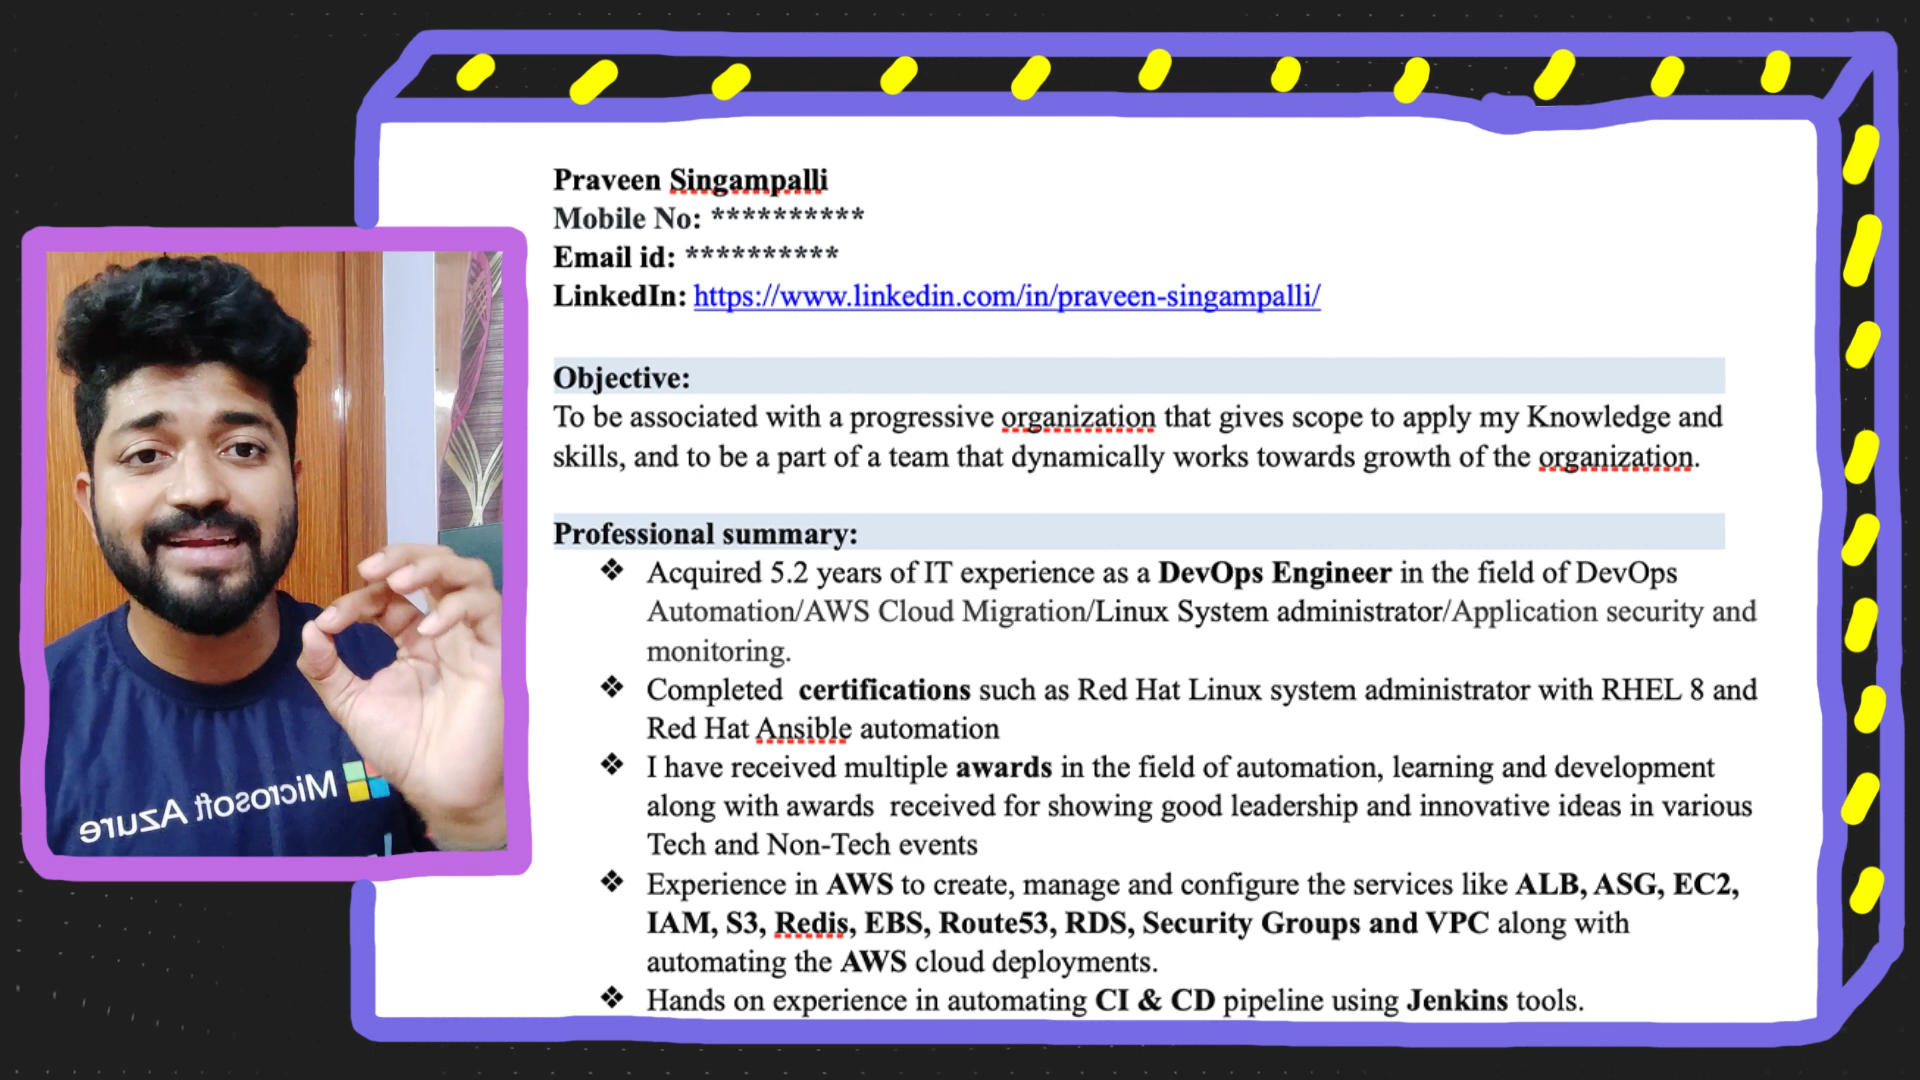 Praveen Singampalli
Mobile No: **********
Email id: **********
LinkedIn: https://www.linkedin.com/in/praveen-singampalli/
Objective:
To be associated with a progressive organization that gives scope to apply my Knowledge and
skills, and to be a part of a team that dynamically works towards growth of the organization.
Professional summary:
❖ Acquired 5.2 years of IT experience as a DevOps Engineer in the field of DevOps
Automation/AWS Cloud Migration/Linux System administrator/Application security and
monitoring.
❖ Completed certifications such as Red Hat Linux system administrator with RHEL 8 and
Red Hat Ansible automation
❖ I have received multiple awards in the field of automation, learning and development
along with awards received for showing good leadership and innovative ideas in various
Tech and Non-Tech events
❖ Experience in AWS to create, manage and configure the services like ALB, ASG, EC2,
IAM, S3, Redis, EBS, Route53, RDS, Security Groups and VPC along with
automating the AWS cloud deployments.
❖ Hands on experience in automating CI & CD pipeline using Jenkins tools.
Microsoft Azure